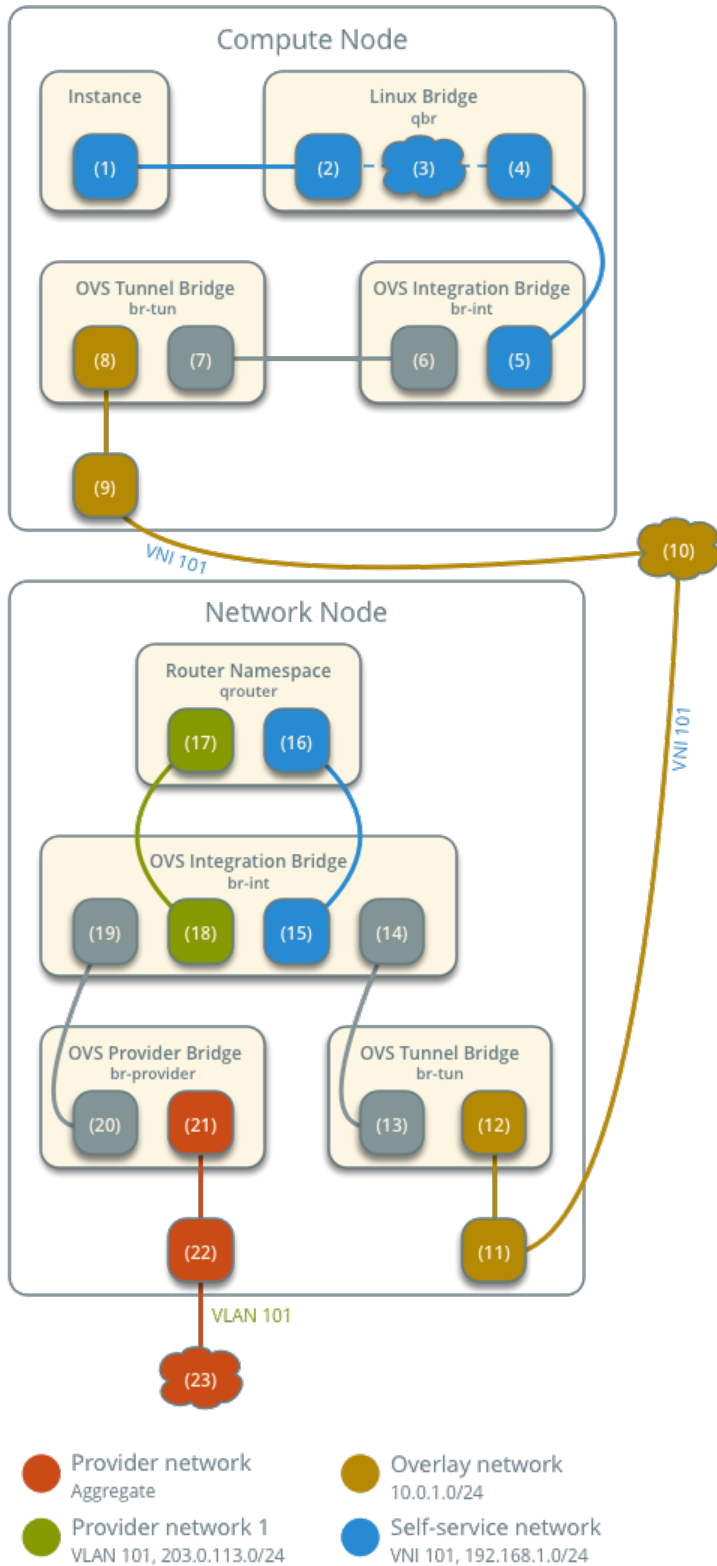 Compute Node
Instance
Linux Bridge
qbr
(1)
(2)
(3)
(4)
OVS Tunnel Bridge
br-tun
OVS Integration Bridge
br-int
(8)
(7)
(6)
(5)
(9)
VNI 101
(10)
Network Node
Router Namespace
qrouter
(17)
(16)
VNI 101
OVS Integration Bridge
br-int
(19)
(18)
(15)
(14)
OVS Provider Bridge
br-provider
OVS Tunnel Bridge
br-tun
(20)
(21)
(13)
(12)
(22)
(11)
VLAN 101
(23)
Provider network
Aggregate
Overlay network
10.0.1.0/24
Provider network 1
VLAN 101, 203.0.113.0/24
Self-service network
VNI 101, 192.168.1.0/24